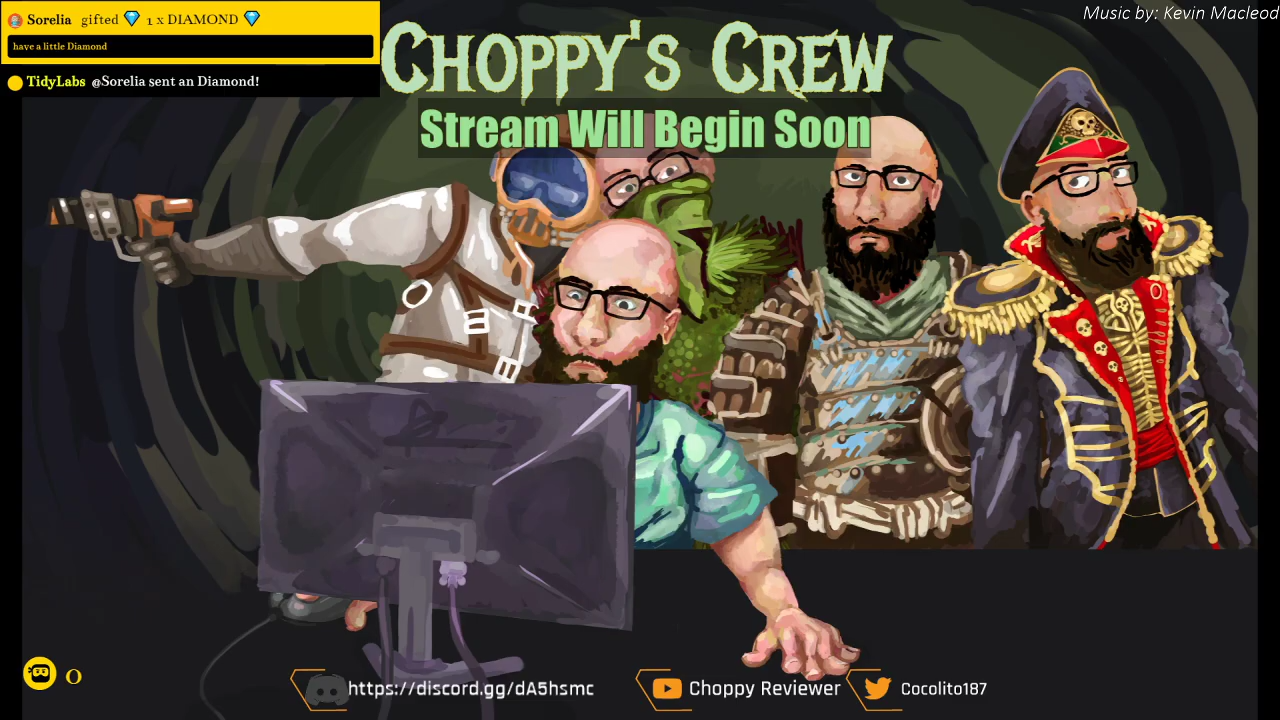 Sorelia gifted 1 x DIAMOND
have a little Diamond
TidyLabs @Sorelia sent an Diamond!
Music by: Kevin Macleod
CHOPPY'S CREW
Stream Will Begin Soon
0
https://discord.gg/dA5hsmc
Choppy Reviewer
Cocolito187